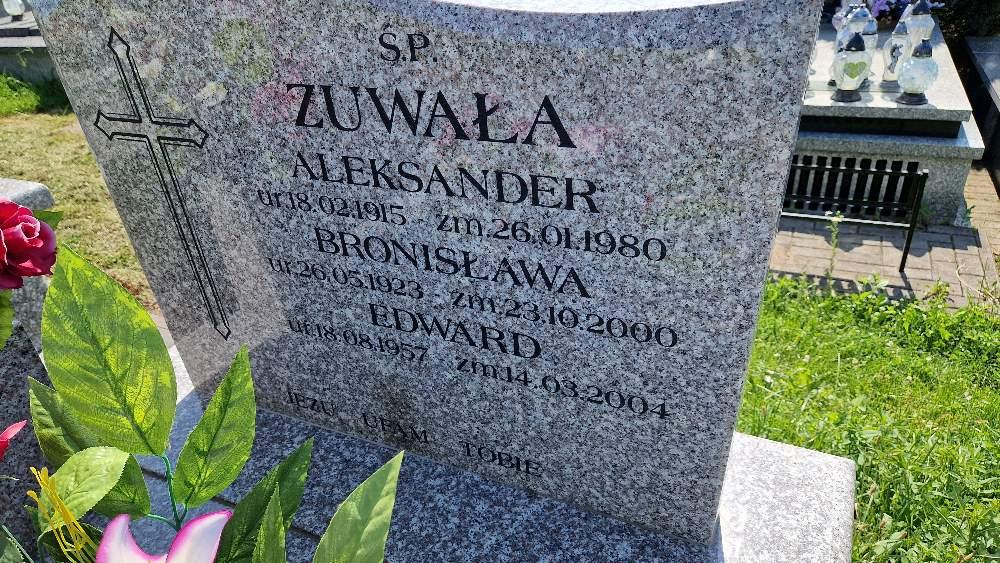 Ś.P.
ZUWAŁA
ALEKSANDER
ur.18.02.1915 - zm.26.01.1980
BRONISŁAWA
ur.26.05.1923 - zm.23.10.2000
EDWARD
ur.18.08.1957 zm.14.03.2004
JEZU UFAM TOBIE